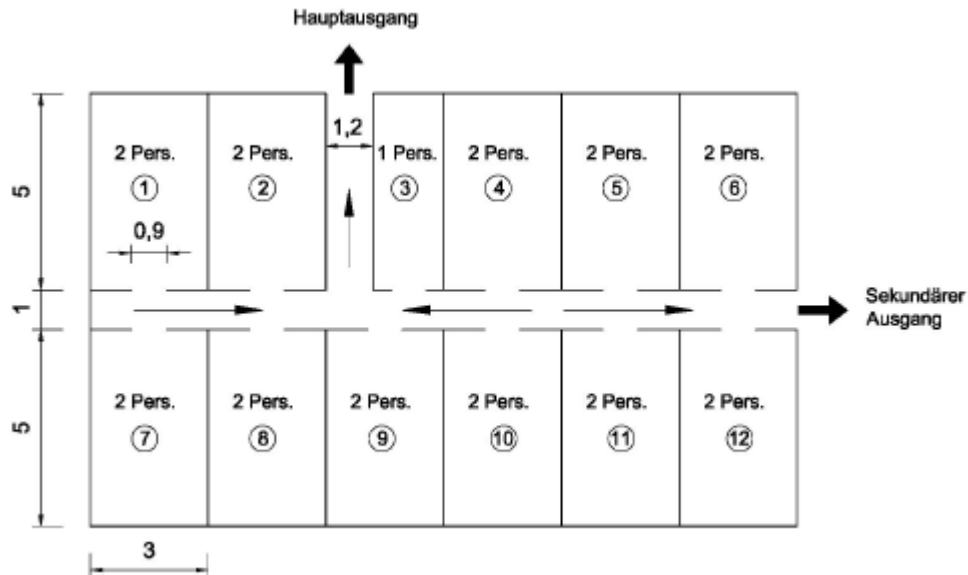 Hauptausgang
1,2
2 Pers.
2 Pers.
1 Pers.
2 Pers.
2 Pers.
2 Pers.
1
2
3
4
5
6
5
0,9
1
Sekundärer
Ausgang
2 Pers.
2 Pers.
2 Pers.
2 Pers.
2 Pers.
2 Pers.
5
7
8
9
10
11
12
3